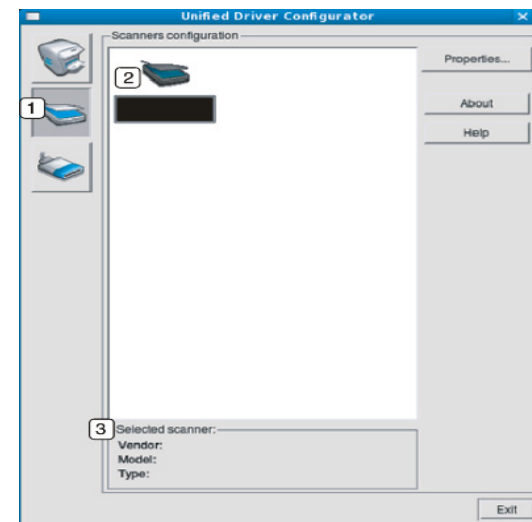 Unified Driver Configurator
Scanners configuration
Properties...
2
1
About
Help
3
Selected scanner:
Vendor:
Model:
Type:
Exit